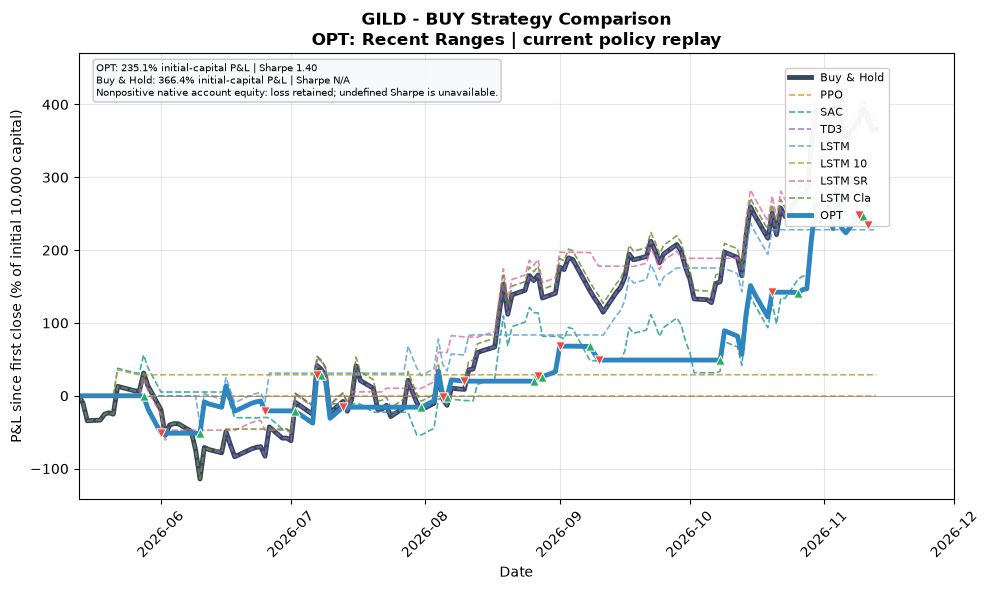 GILD - BUY Strategy Comparison
OPT: Recent Ranges | current policy replay
OPT: 235.1% initial-capital P&L | Sharpe 1.40
Buy & Hold: 366.4% initial-capital P&L | Sharpe N/A
Nonpositive native account equity: loss retained; undefined Sharpe is unavailable.
Buy & Hold
PPO
SAC
TD3
LSTM
LSTM 10
LSTM SR
LSTM Cla
OPT
P&L since first close (% of initial 10,000 capital)
400
300
200
100
0
−100
2026-06
2026-07
2026-08
2026-09
2026-10
2026-11
2026-12
Date